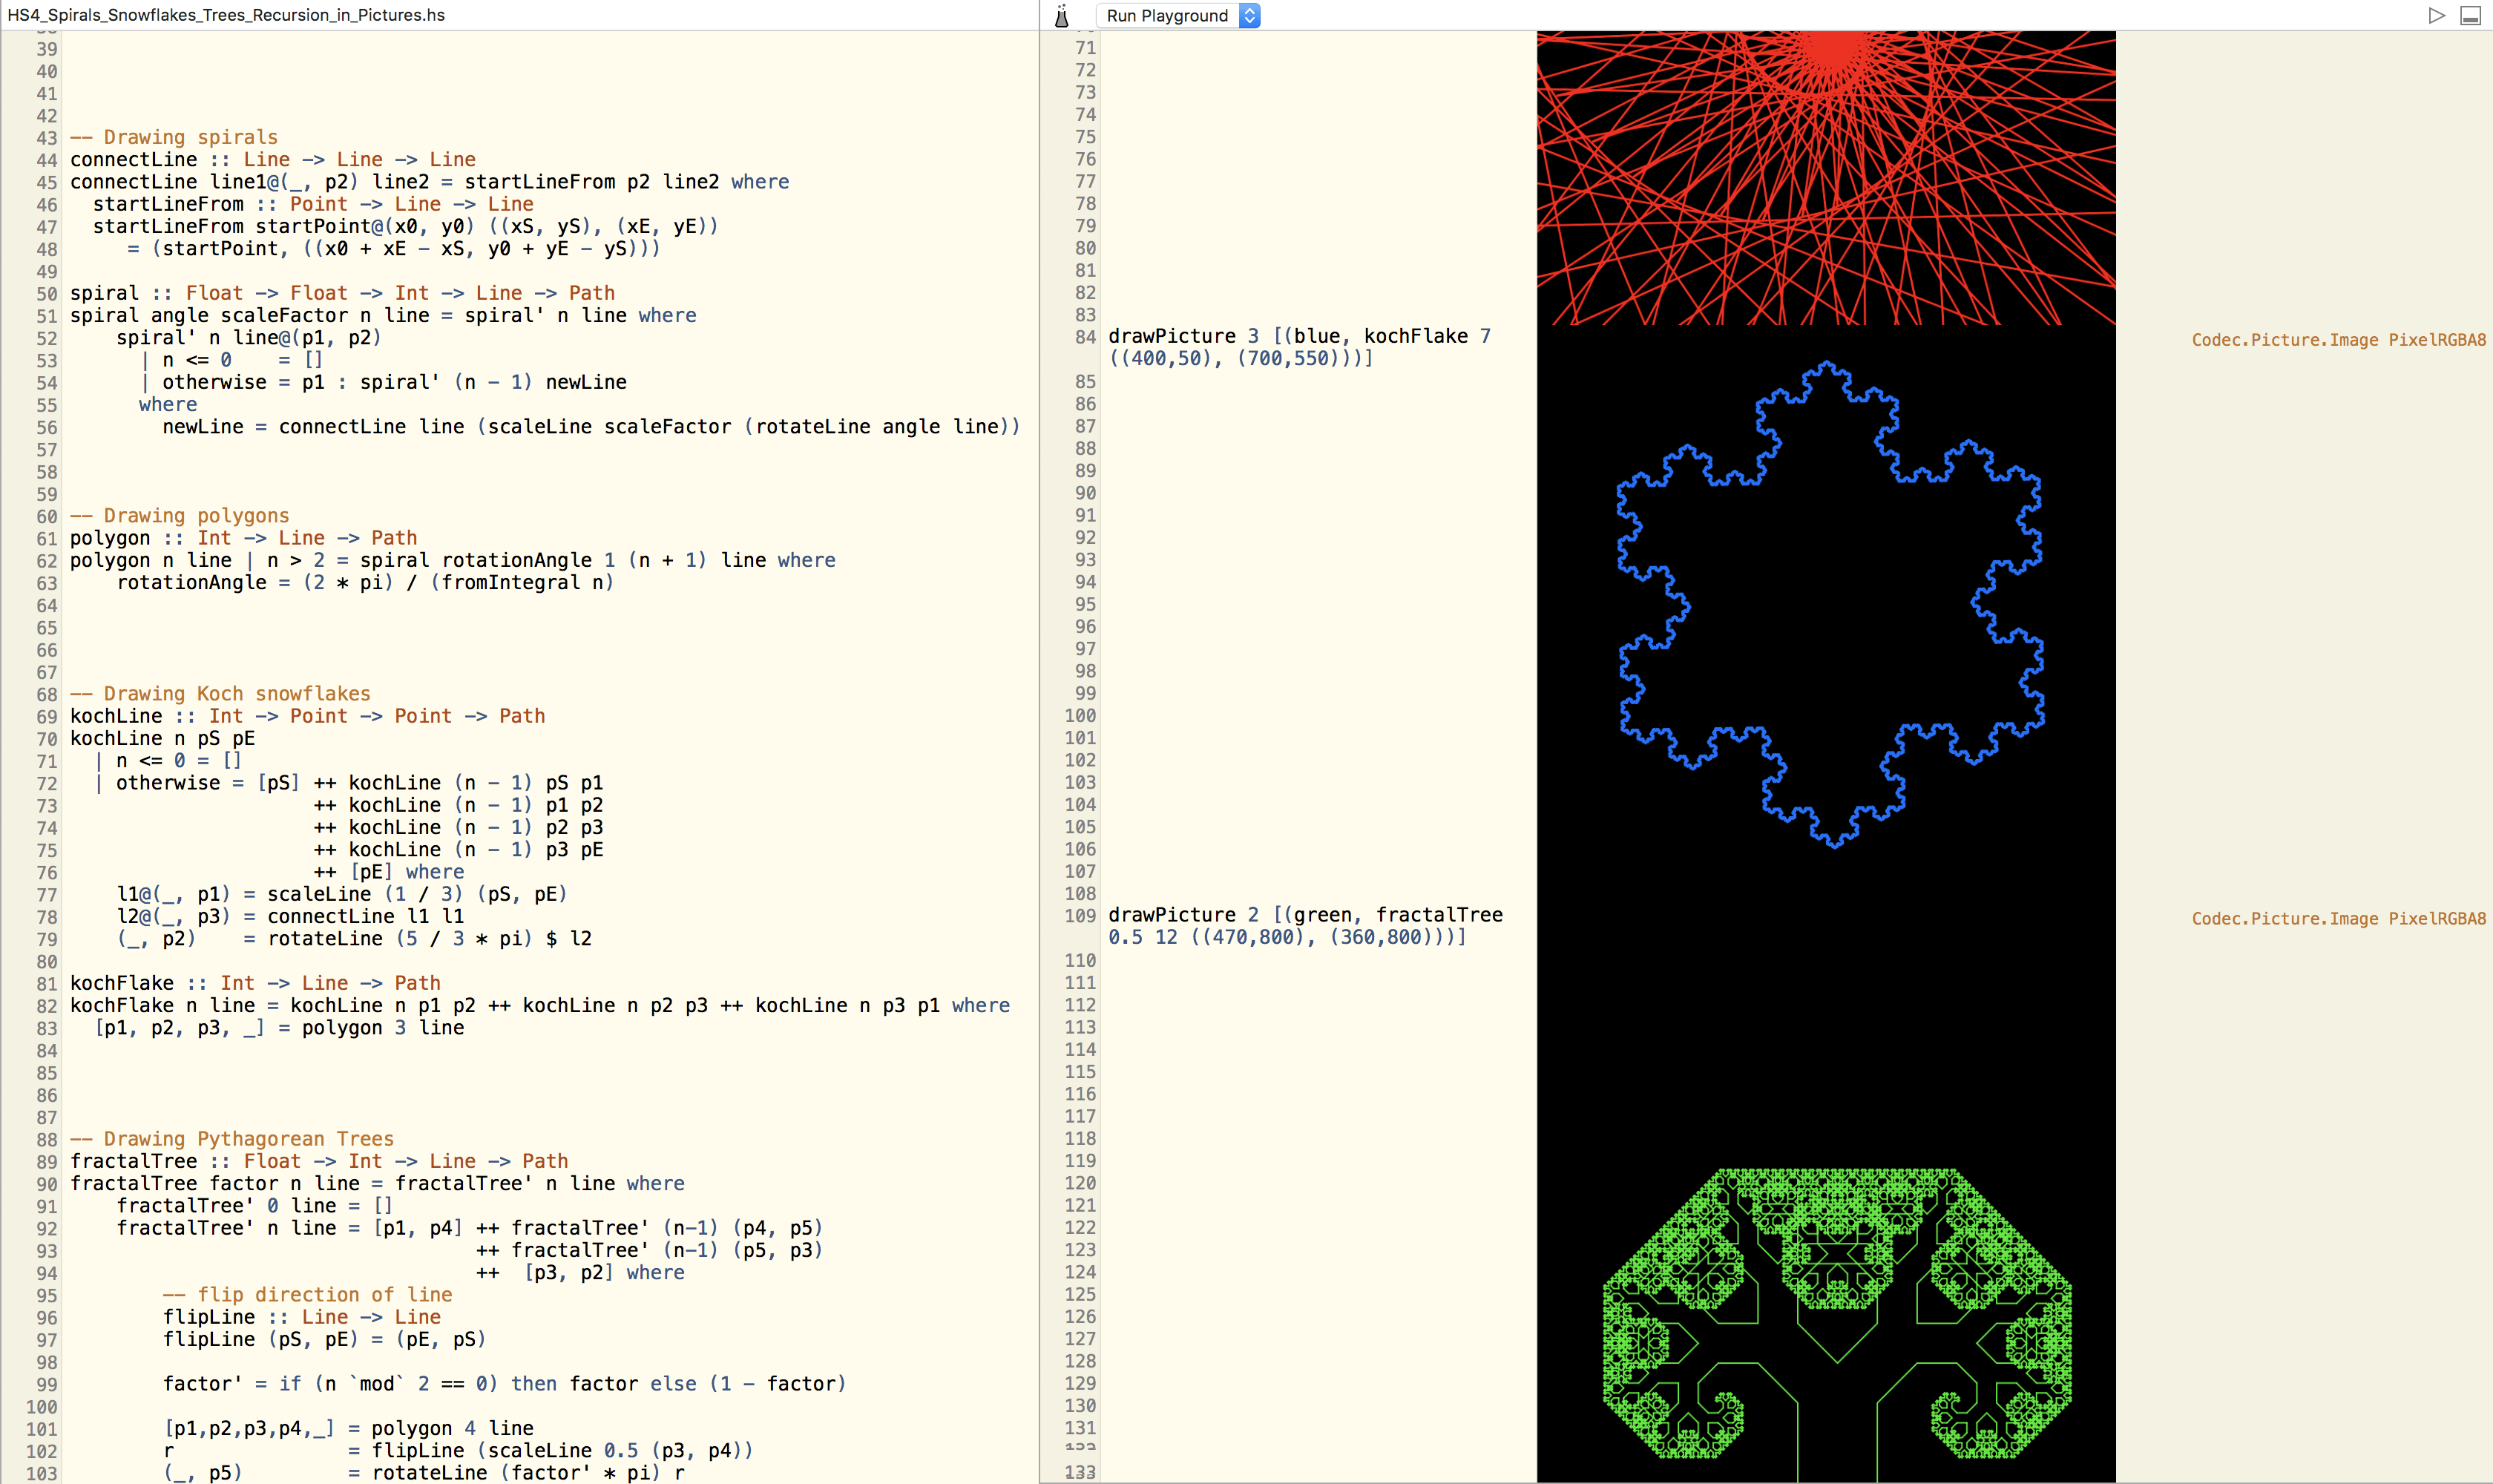 HS4_Spirals_Snowflakes_Trees_Recursion_in_Pictures.hs
39
40
41
42
43 -- Drawing spirals
44 connectLine :: Line -> Line -> Line
45 connectLine line1@(_, p2) line2 = startLineFrom p2 line2 where
46   startLineFrom :: Point -> Line -> Line
47   startLineFrom startPoint@(x0, y0) ((xS, yS), (xE, yE))
48      = (startPoint, ((x0 + xE - xS, y0 + yE - yS)))
49
50 spiral :: Float -> Float -> Int -> Line -> Path
51 spiral angle scaleFactor n line = spiral' n line where
52     spiral' n line@(p1, p2)
53       | n <= 0    = []
54       | otherwise = p1 : spiral' (n - 1) newLine
55       where
56         newLine = connectLine line (scaleLine scaleFactor (rotateLine angle line))
57
58
59
60 -- Drawing polygons
61 polygon :: Int -> Line -> Path
62 polygon n line | n > 2 = spiral rotationAngle 1 (n + 1) line where
63     rotationAngle = (2 * pi) / (fromIntegral n)
64
65
66
67
68 -- Drawing Koch snowflakes
69 kochLine :: Int -> Point -> Point -> Path
70 kochLine n pS pE
71   | n <= 0 = []
72   | otherwise = [pS] ++ kochLine (n - 1) pS p1
73                      ++ kochLine (n - 1) p1 p2
74                      ++ kochLine (n - 1) p2 p3
75                      ++ kochLine (n - 1) p3 pE
76                      ++ [pE] where
77     l1@(_, p1) = scaleLine (1 / 3) (pS, pE)
78     l2@(_, p3) = connectLine l1 l1
79     (_, p2)    = rotateLine (5 / 3 * pi) $ l2
80
81 kochFlake :: Int -> Line -> Path
82 kochFlake n line = kochLine n p1 p2 ++ kochLine n p2 p3 ++ kochLine n p3 p1 where
83   [p1, p2, p3, _] = polygon 3 line
84
85
86
87
88 -- Drawing Pythagorean Trees
89 fractalTree :: Float -> Int -> Line -> Path
90 fractalTree factor n line = fractalTree' n line where
91     fractalTree' 0 line = []
92     fractalTree' n line = [p1, p4] ++ fractalTree' (n-1) (p4, p5)
93                                    ++ fractalTree' (n-1) (p5, p3)
94                                    ++  [p3, p2] where
95         -- flip direction of line
96         flipLine :: Line -> Line
97         flipLine (pS, pE) = (pE, pS)
98
99         factor' = if (n `mod` 2 == 0) then factor else (1 - factor)
100
101         [p1,p2,p3,p4,_] = polygon 4 line
102         r               = flipLine (scaleLine 0.5 (p3, p4))
103         (_, p5)         = rotateLine (factor' * pi) r
Run Playground
71
72
73
74
75
76
77
78
79
80
81
82
83
84 drawPicture 3 [(blue, kochFlake 7
((400,50), (700,550)))]
Codec.Picture.Image PixelRGBA8
85
86
87
88
89
90
91
92
93
94
95
96
97
98
99
100
101
102
103
104
105
106
107
108
109 drawPicture 2 [(green, fractalTree
0.5 12 ((470,800), (360,800)))]
Codec.Picture.Image PixelRGBA8
110
111
112
113
114
115
116
117
118
119
120
121
122
123
124
125
126
127
128
129
130
131
133